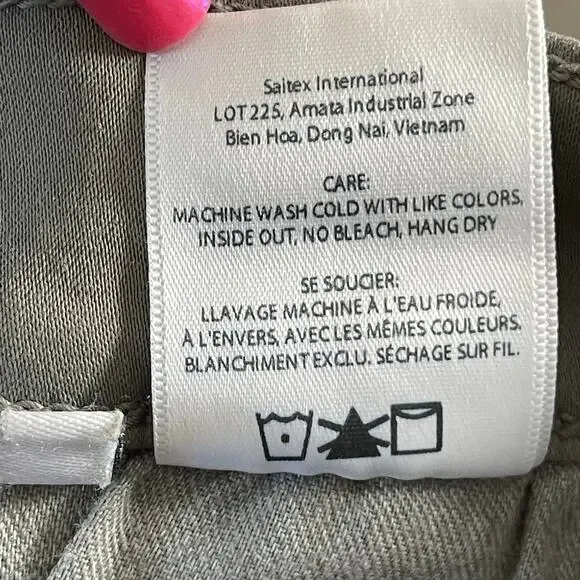 Saitex International
LOT 225, Amata Industrial Zone
Bien Hoa, Dong Nai, Vietnam
CARE:
MACHINE WASH COLD WITH LIKE COLORS,
INSIDE OUT, NO BLEACH, HANG DRY
SE SOUCIER:
LLAVAGE MACHINE À L'EAU FROIDE,
À L'ENVERS, AVEC LES MÊMES COULEURS.
BLANCHIMENT EXCLU. SÉCHAGE SUR FIL.